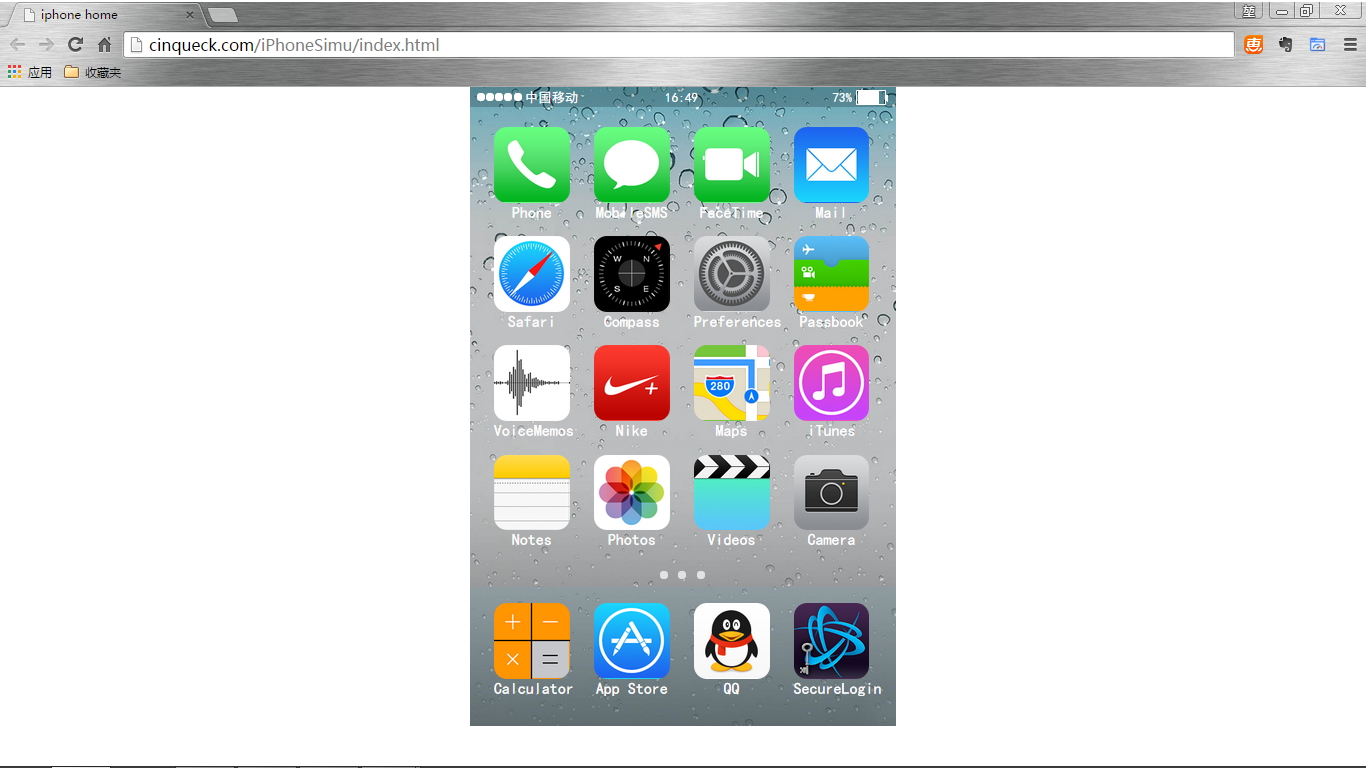 iphone home
cinqueck.com/iPhoneSimu/index.html
应用 收藏夹
中国移动 16:49 73%
Phone MobileSMS FaceTime Mail
W N
S E
Safari Compass Preferences Passbook
280
VoiceMemos Nike Maps iTunes
Notes Photos Videos Camera
Calculator App Store QQ SecureLogin